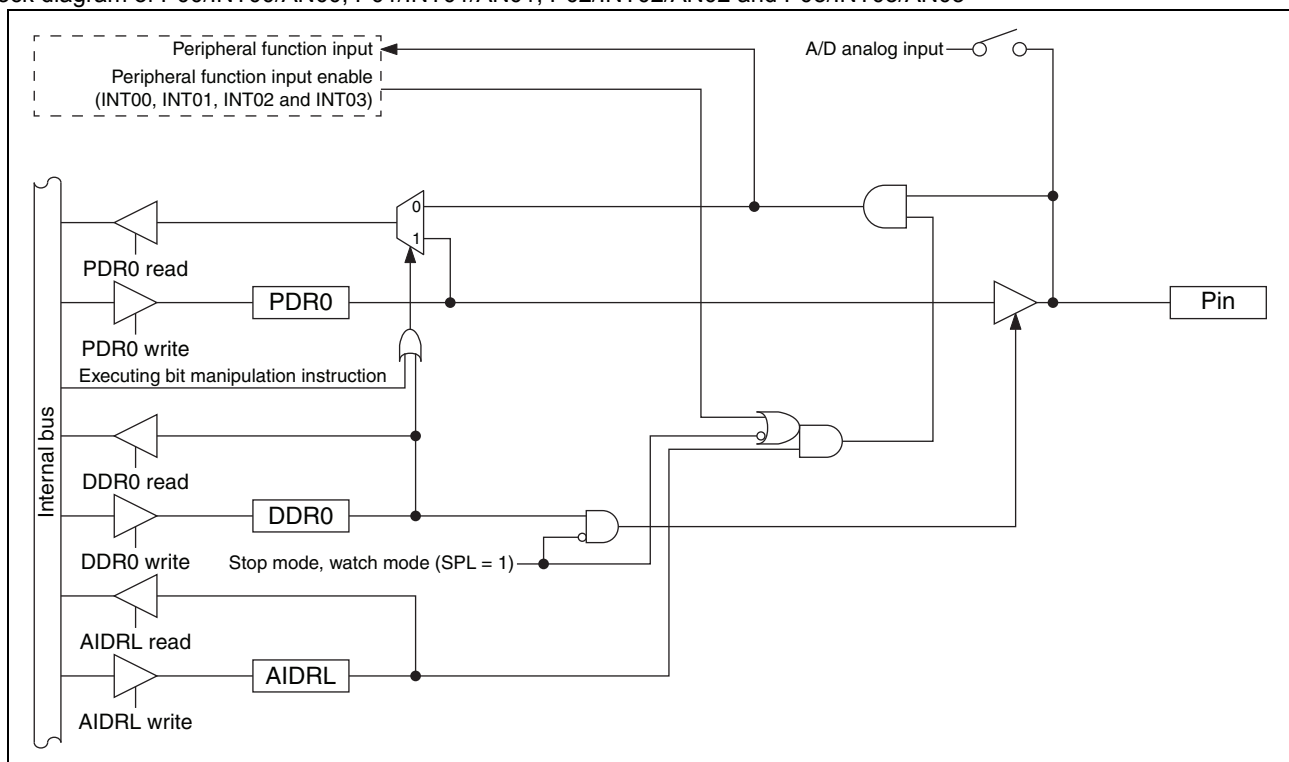 Peripheral function input
A/D analog input
Peripheral function input enable
(INT00, INT01, INT02 and INT03)
0
1
PDR0 read
PDR0
Pin
PDR0 write
Executing bit manipulation instruction
Internal bus
DDR0 read
DDR0
DDR0 write
Stop mode, watch mode (SPL = 1)
AIDRL read
AIDRL
AIDRL write